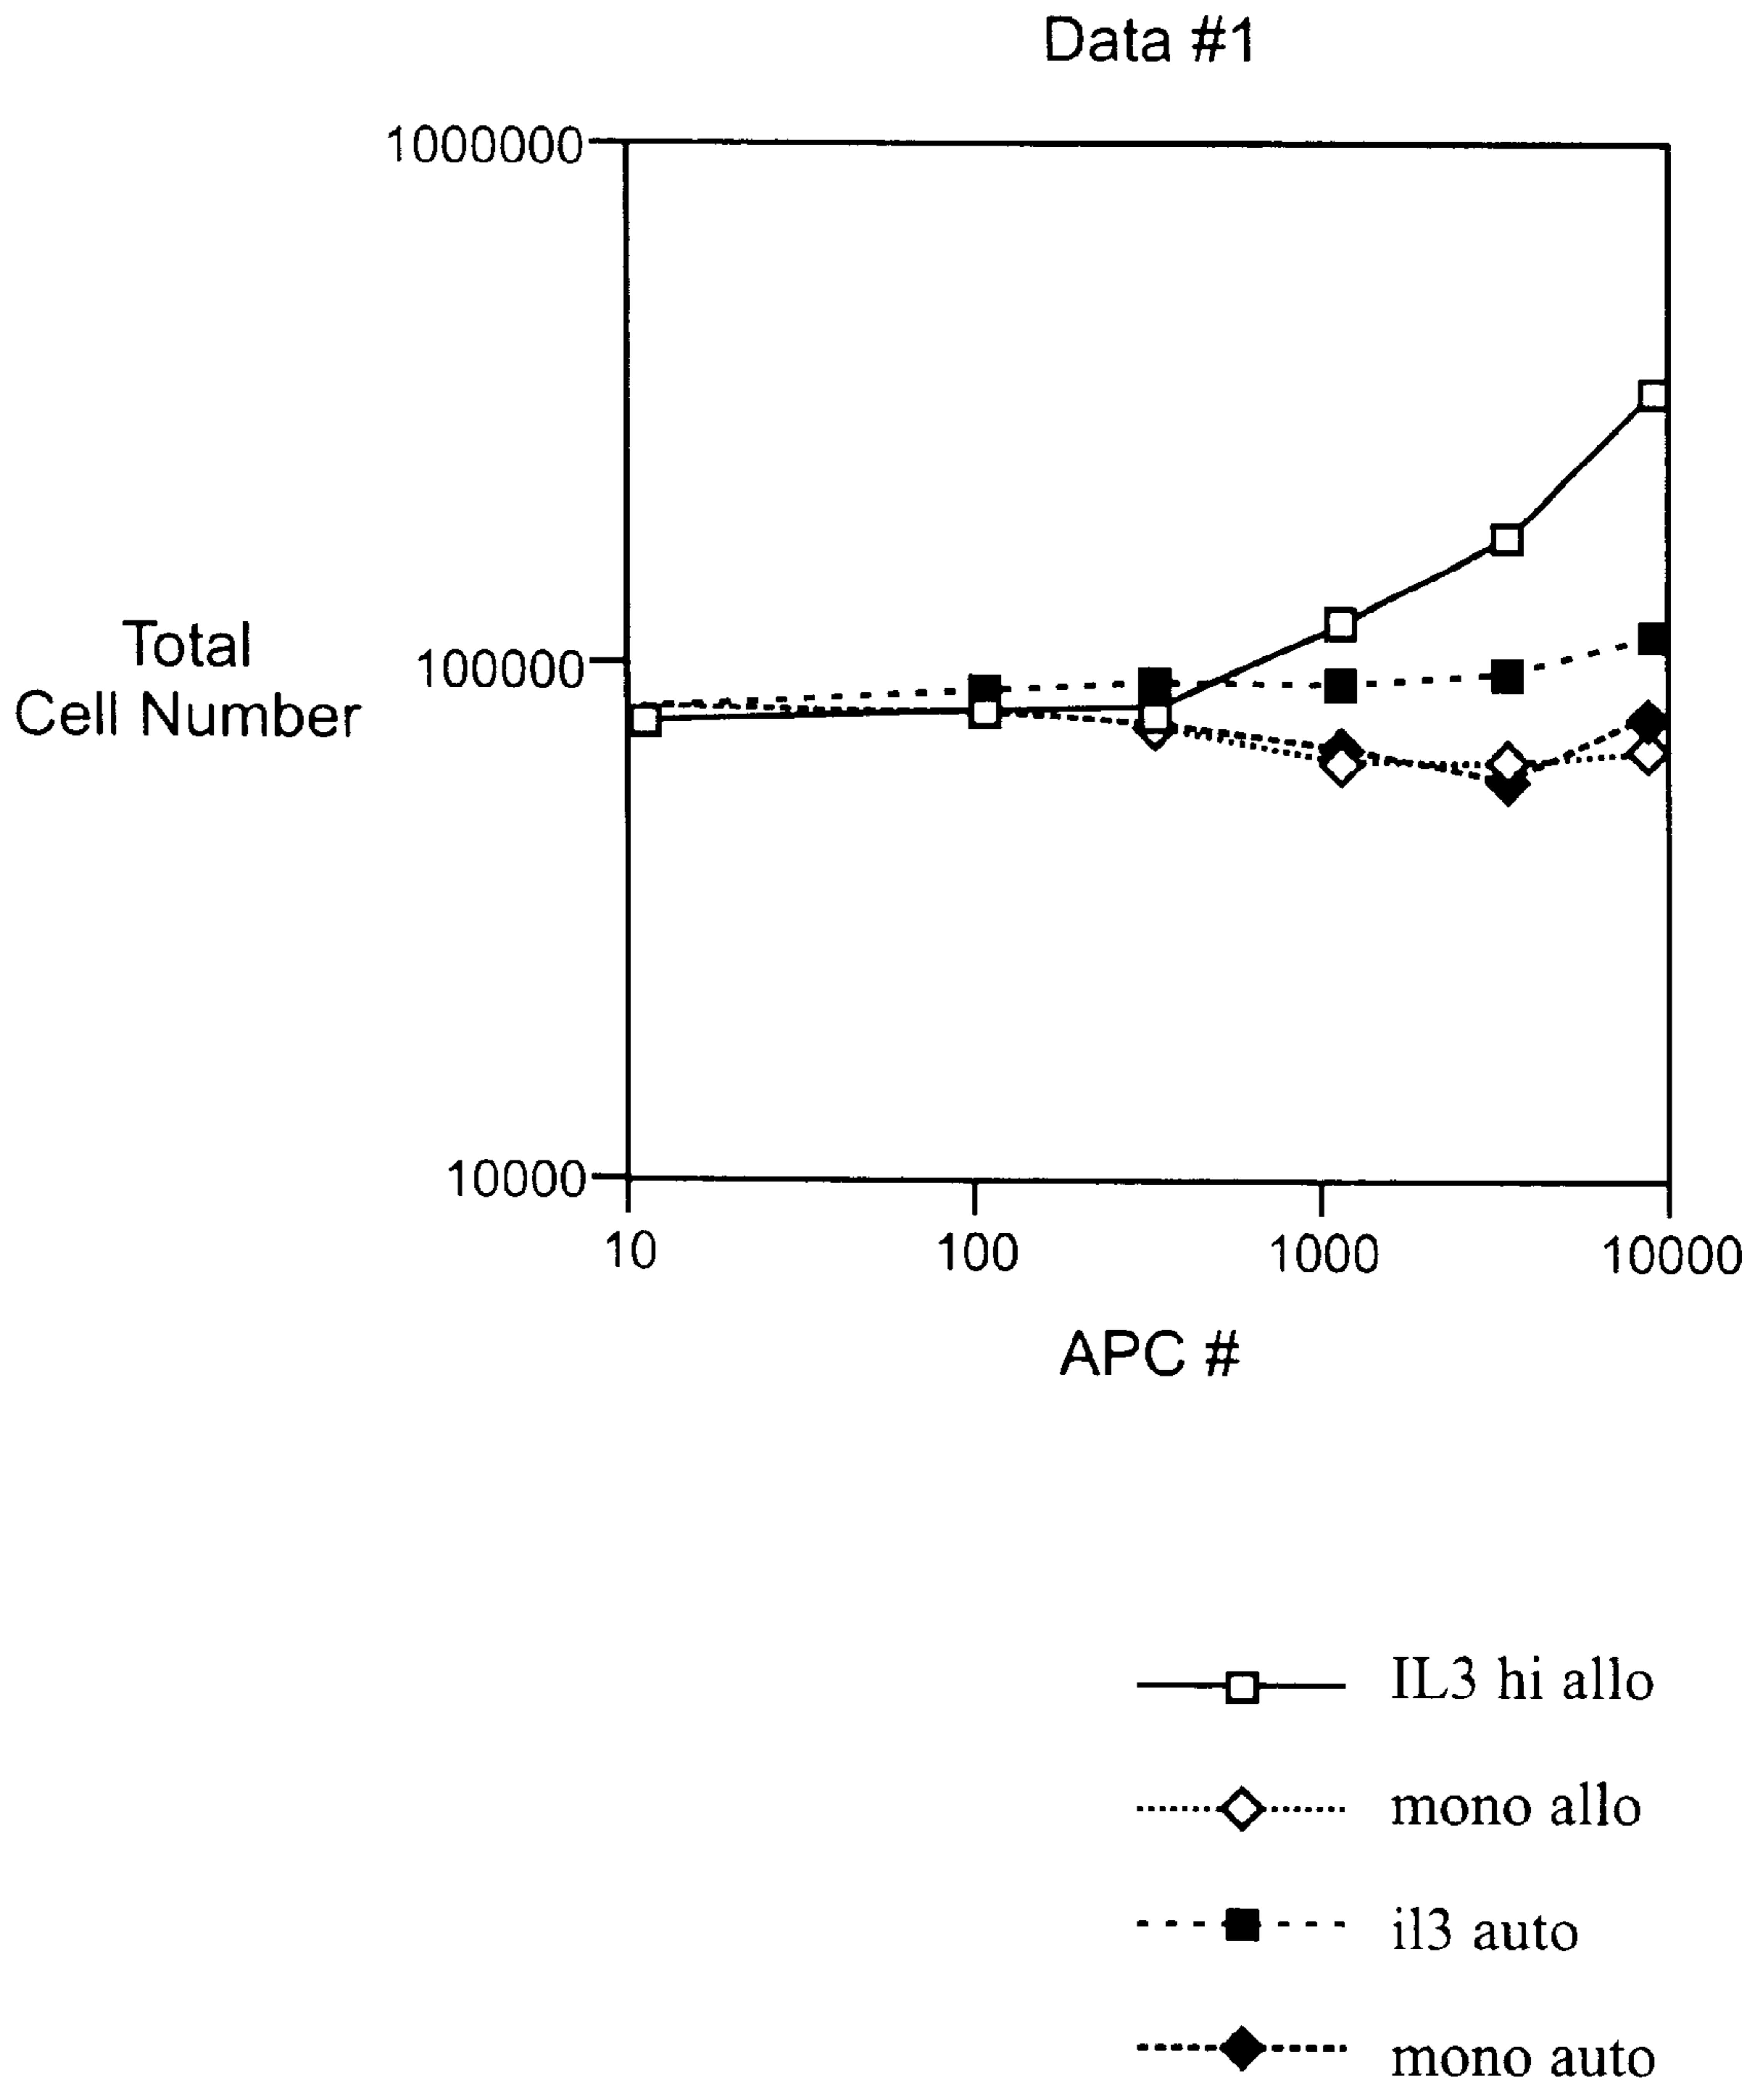 Data #1
1000000
Total
Cell Number
100000
10000
10
100
1000
10000
APC #
IL3 hi allo
mono allo
il3 auto
mono auto